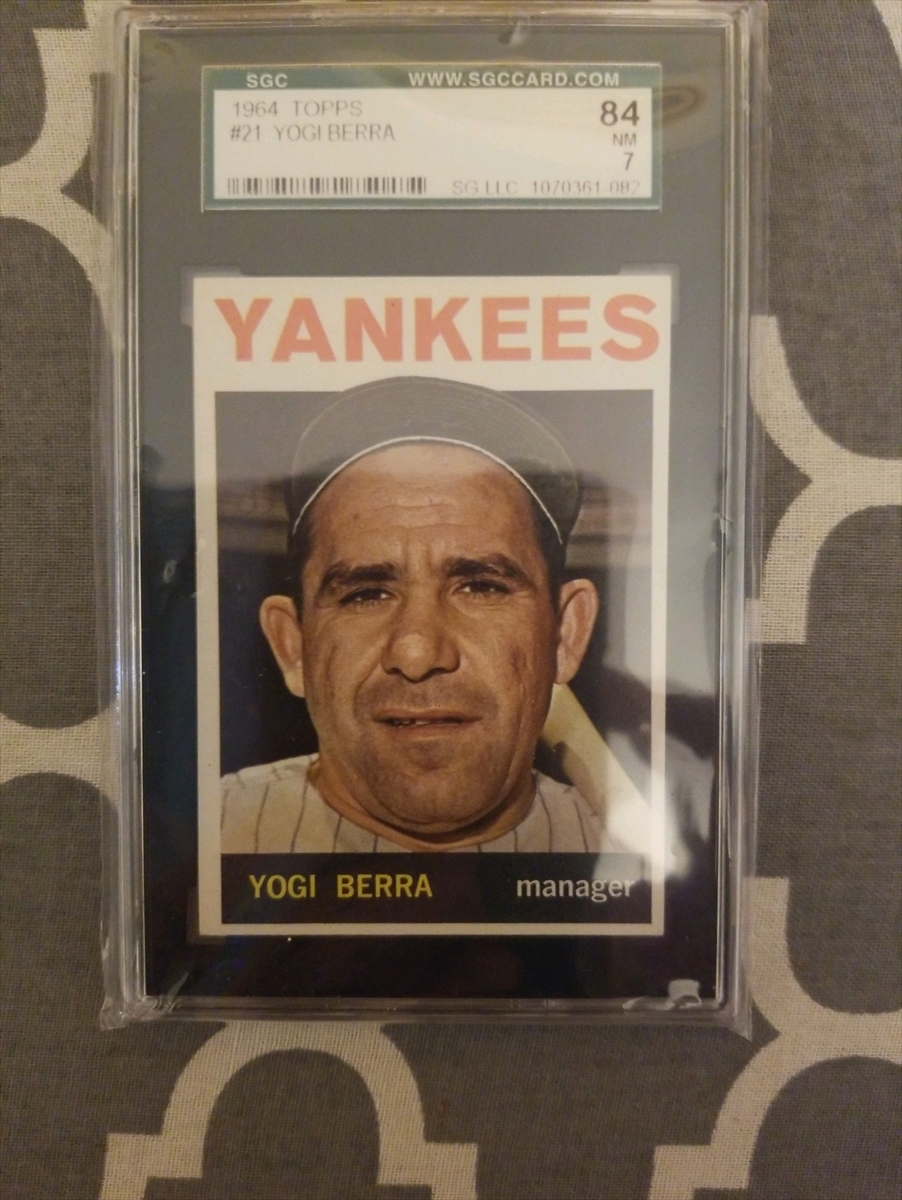 SGC WWW.SGCCARD.COM
1964 TOPPS 84
#21 YOGI BERRA NM
7
SG LLC 1070361-082
YANKEES
YOGI BERRA manager